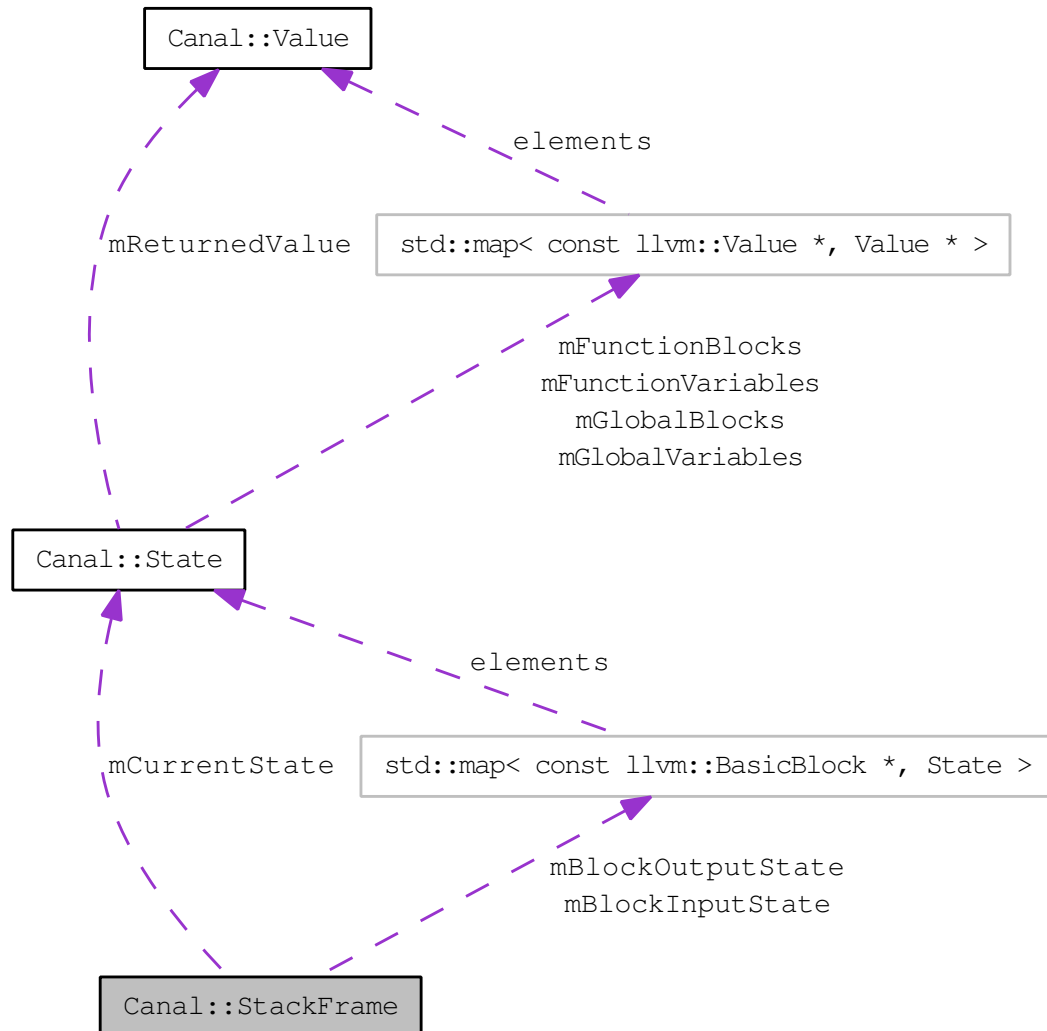 Canal::Value
elements
mReturnedValue
std::map< const llvm::Value *, Value * >
mFunctionBlocks
mFunctionVariables
mGlobalBlocks
mGlobalVariables
Canal::State
elements
mCurrentState
std::map< const llvm::BasicBlock *, State >
mBlockOutputState
mBlockInputState
Canal::StackFrame